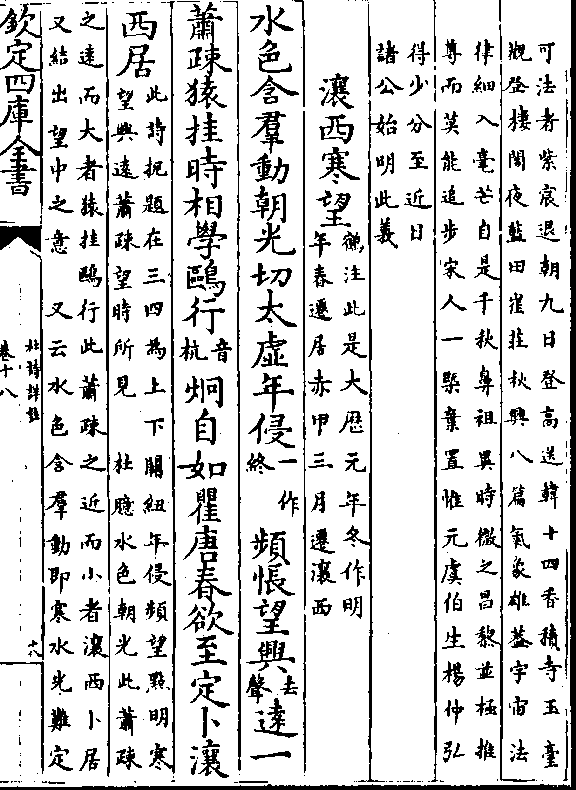 可法者紫宸退朝九日登高送韓十四香積寺玉臺
觀登樓閣夜藍田崔莊秋興八篇氣象雄蓋宇宙法
律細入毫芒自是千秋鼻祖異時微之昌黎並極推
尊而莫能追步家人一槩棄置惟元虞伯生楊仲弘
得少分至近日
諸公始明此義
瀼西寒望 鶴注此是大歴元年冬作明
年春遷居赤甲三月遷瀼西
水色含羣動朝光切太虛年侵一作終頻悵望興去聲逺一
蕭疎猿挂時相學鷗行音杭炯自如瞿唐春欲至定卜瀼
西居 此詩扼題在三四為上下關紐年侵頻望㸃明寒
望興逺蕭疎望時所見 杜臆水色朝光此蕭疎
之逺而大者猿挂鷗行此蕭疎之近而小者瀼西卜居
又結出望中之意 又云水色含羣動即寒水光難定
欽定四庫全書
杜詩詳註
卷十八